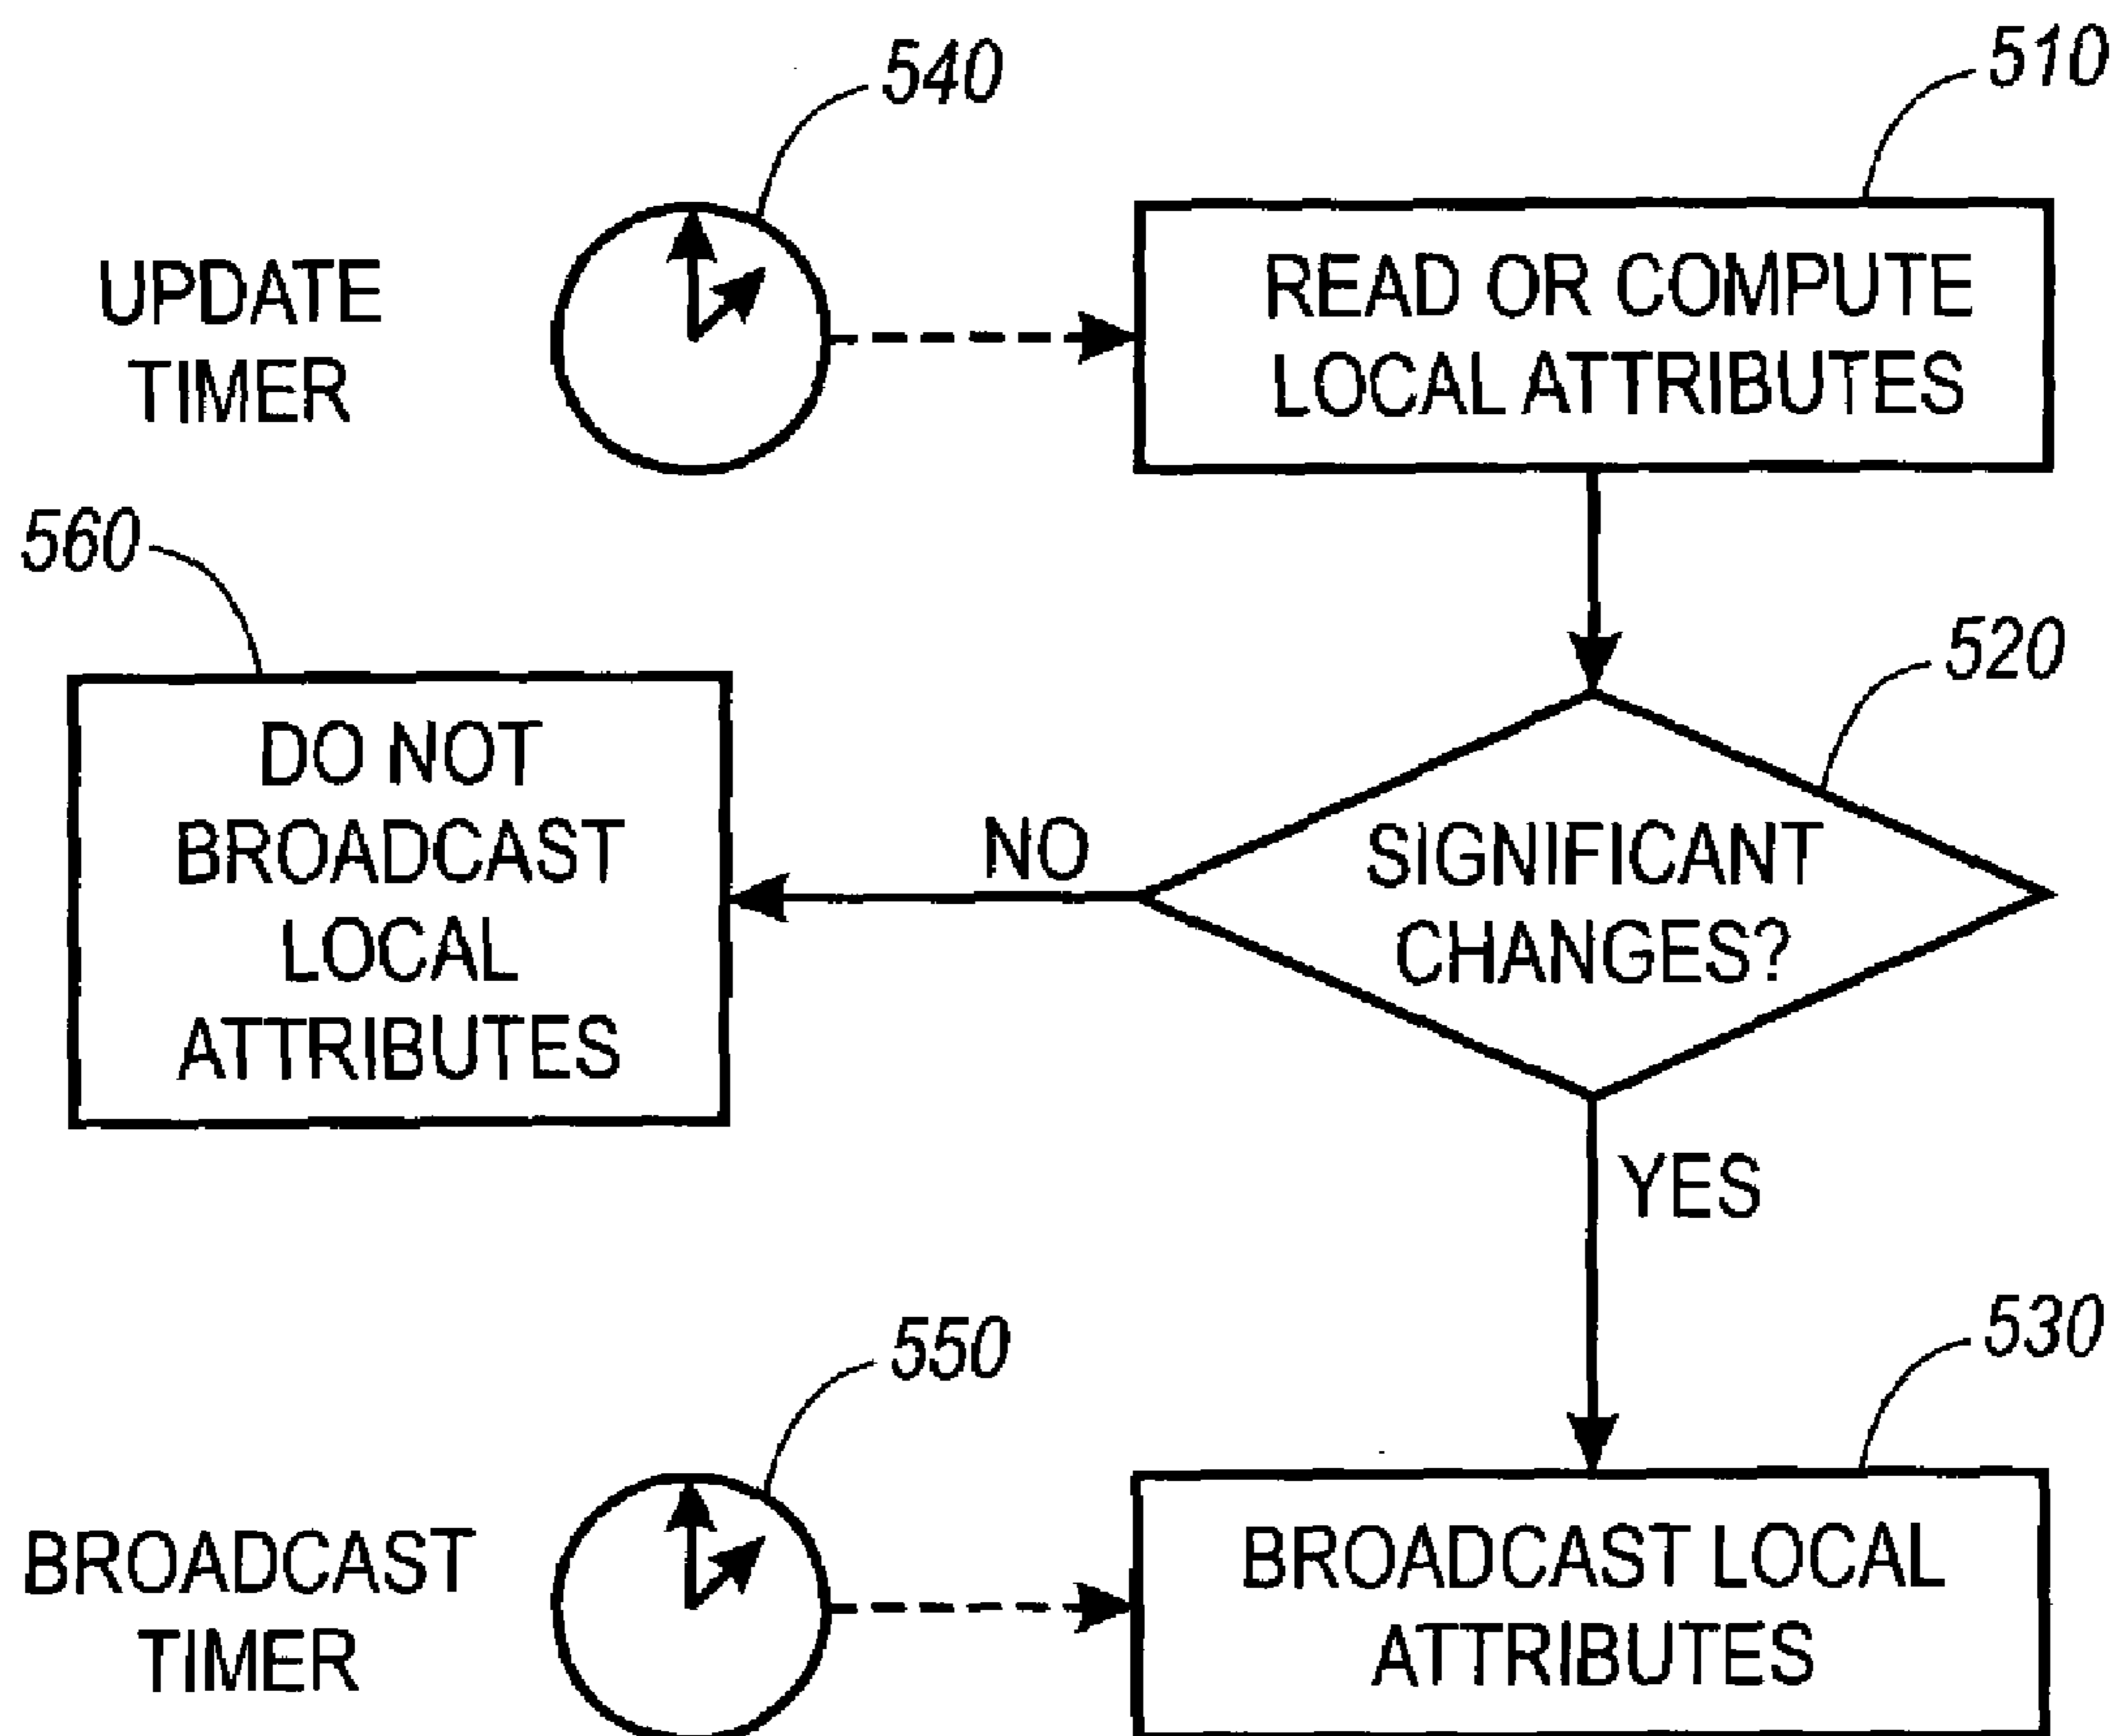 540
510
UPDATE
TIMER
READ OR COMPUTE
LOCAL ATTRIBUTES
560
520
DO NOT
BROADCAST
LOCAL
ATTRIBUTES
NO
SIGNIFICANT
CHANGES?
YES
550
530
BROADCAST
TIMER
BROADCAST LOCAL
ATTRIBUTES